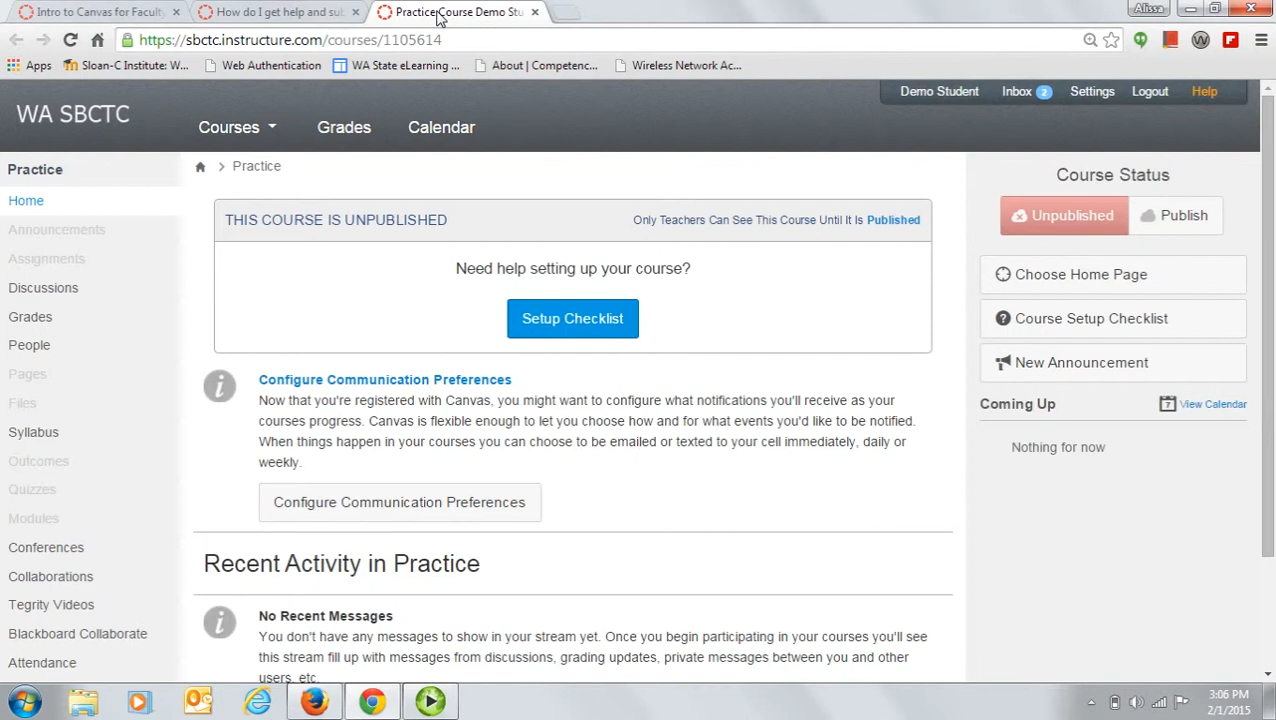 Intro to Canvas for Faculty
How do I get help and sub
Practice Course Demo Stu
Alissa
https://sbctc.instructure.com/courses/1105614
Apps
Sloan-C Institute: W...
Web Authentication
WA State eLearning ...
About | Competenc...
Wireless Network Ac...
Demo Student
Inbox 2
Settings
Logout
Help
WA SBCTC
Courses
Grades
Calendar
Practice
Home
Announcements
Assignments
Discussions
Grades
People
Pages
Files
Syllabus
Outcomes
Quizzes
Modules
Conferences
Collaborations
Tegrity Videos
Blackboard Collaborate
Attendance
Practice
THIS COURSE IS UNPUBLISHED
Only Teachers Can See This Course Until It Is Published
Need help setting up your course?
Setup Checklist
Configure Communication Preferences
Now that you're registered with Canvas, you might want to configure what notifications you'll receive as your
courses progress. Canvas is flexible enough to let you choose how and for what events you'd like to be notified.
When things happen in your courses you can choose to be emailed or texted to your cell immediately, daily or
weekly.
Configure Communication Preferences
Recent Activity in Practice
No Recent Messages
You don't have any messages to show in your stream yet. Once you begin participating in your courses you'll see
this stream fill up with messages from discussions, grading updates, private messages between you and other
users, etc.
Course Status
Unpublished
Publish
Choose Home Page
Course Setup Checklist
New Announcement
Coming Up
7 View Calendar
Nothing for now
3:06 PM
2/1/2015